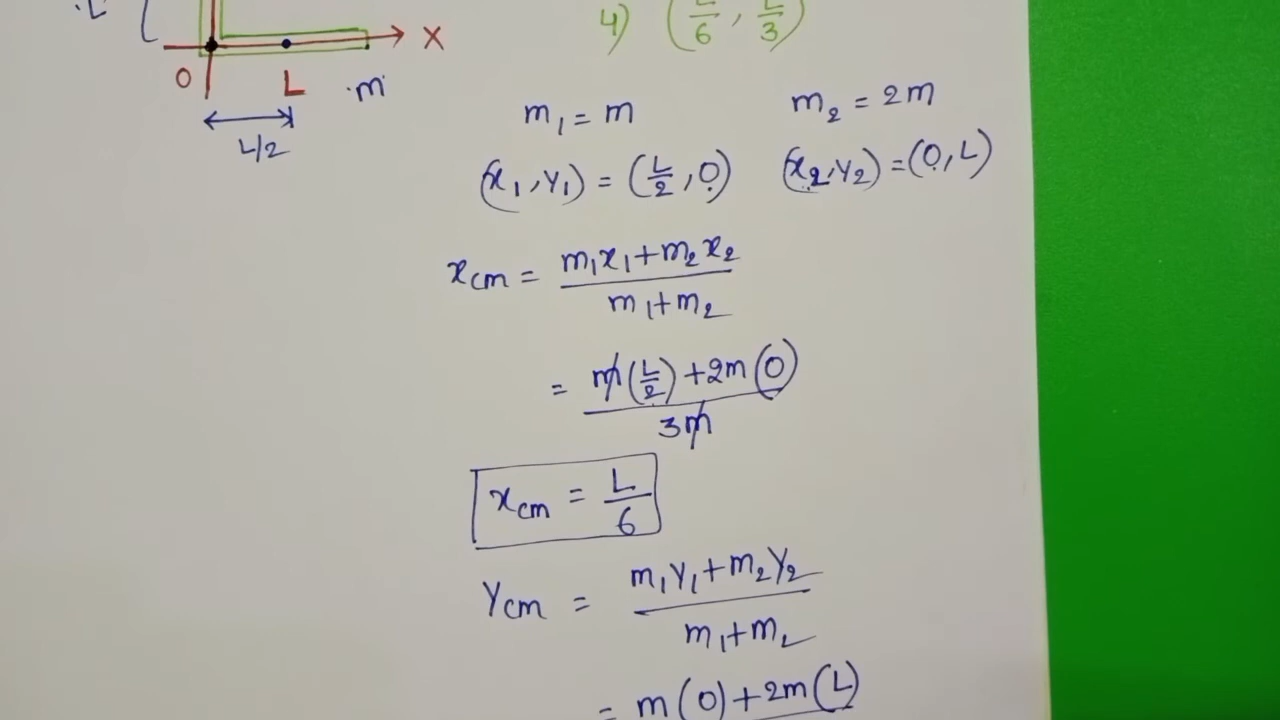 L
4) (L/6, L/3)
X
O L m
L/2
m₁ = m
m₂ = 2m
(x₁, y₁) = (L/2, 0)
(x₂, y₂) = (0, L)
x_cm = (m₁x₁ + m₂x₂)/(m₁ + m₂)
= (m(L/2) + 2m(0))/3m
x_cm = L/6
Y_cm = (m₁y₁ + m₂y₂)/(m₁ + m₂)
= m(0) + 2m(L)